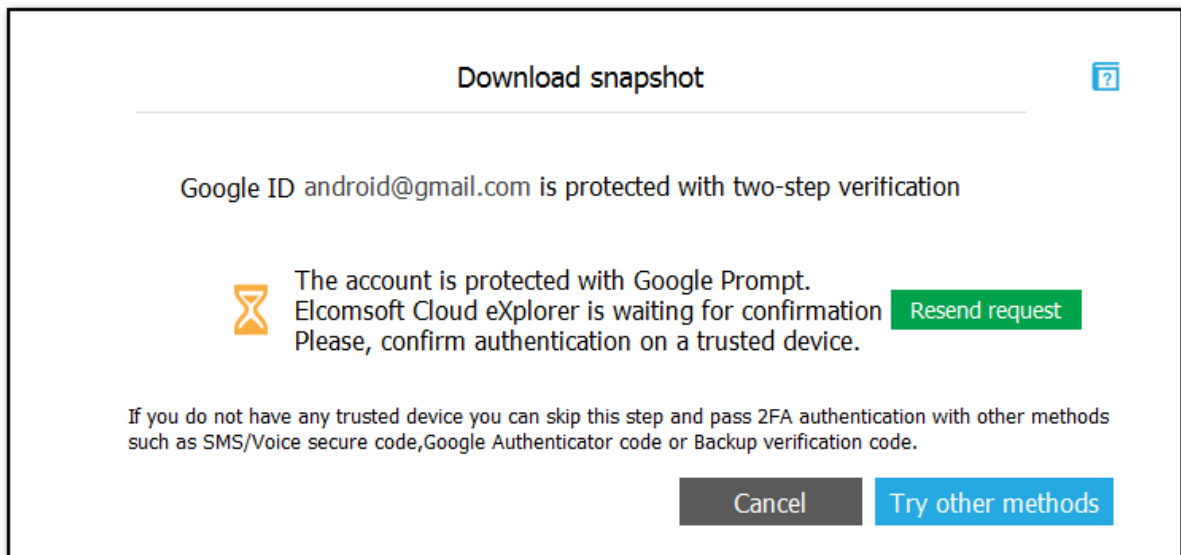 Download snapshot
?
Google ID android@gmail.com is protected with two-step verification
The account is protected with Google Prompt.
Elcomsoft Cloud eXplorer is waiting for confirmation
Please, confirm authentication on a trusted device.
Resend request
If you do not have any trusted device you can skip this step and pass 2FA authentication with other methods
such as SMS/Voice secure code,Google Authenticator code or Backup verification code.
Cancel
Try other methods